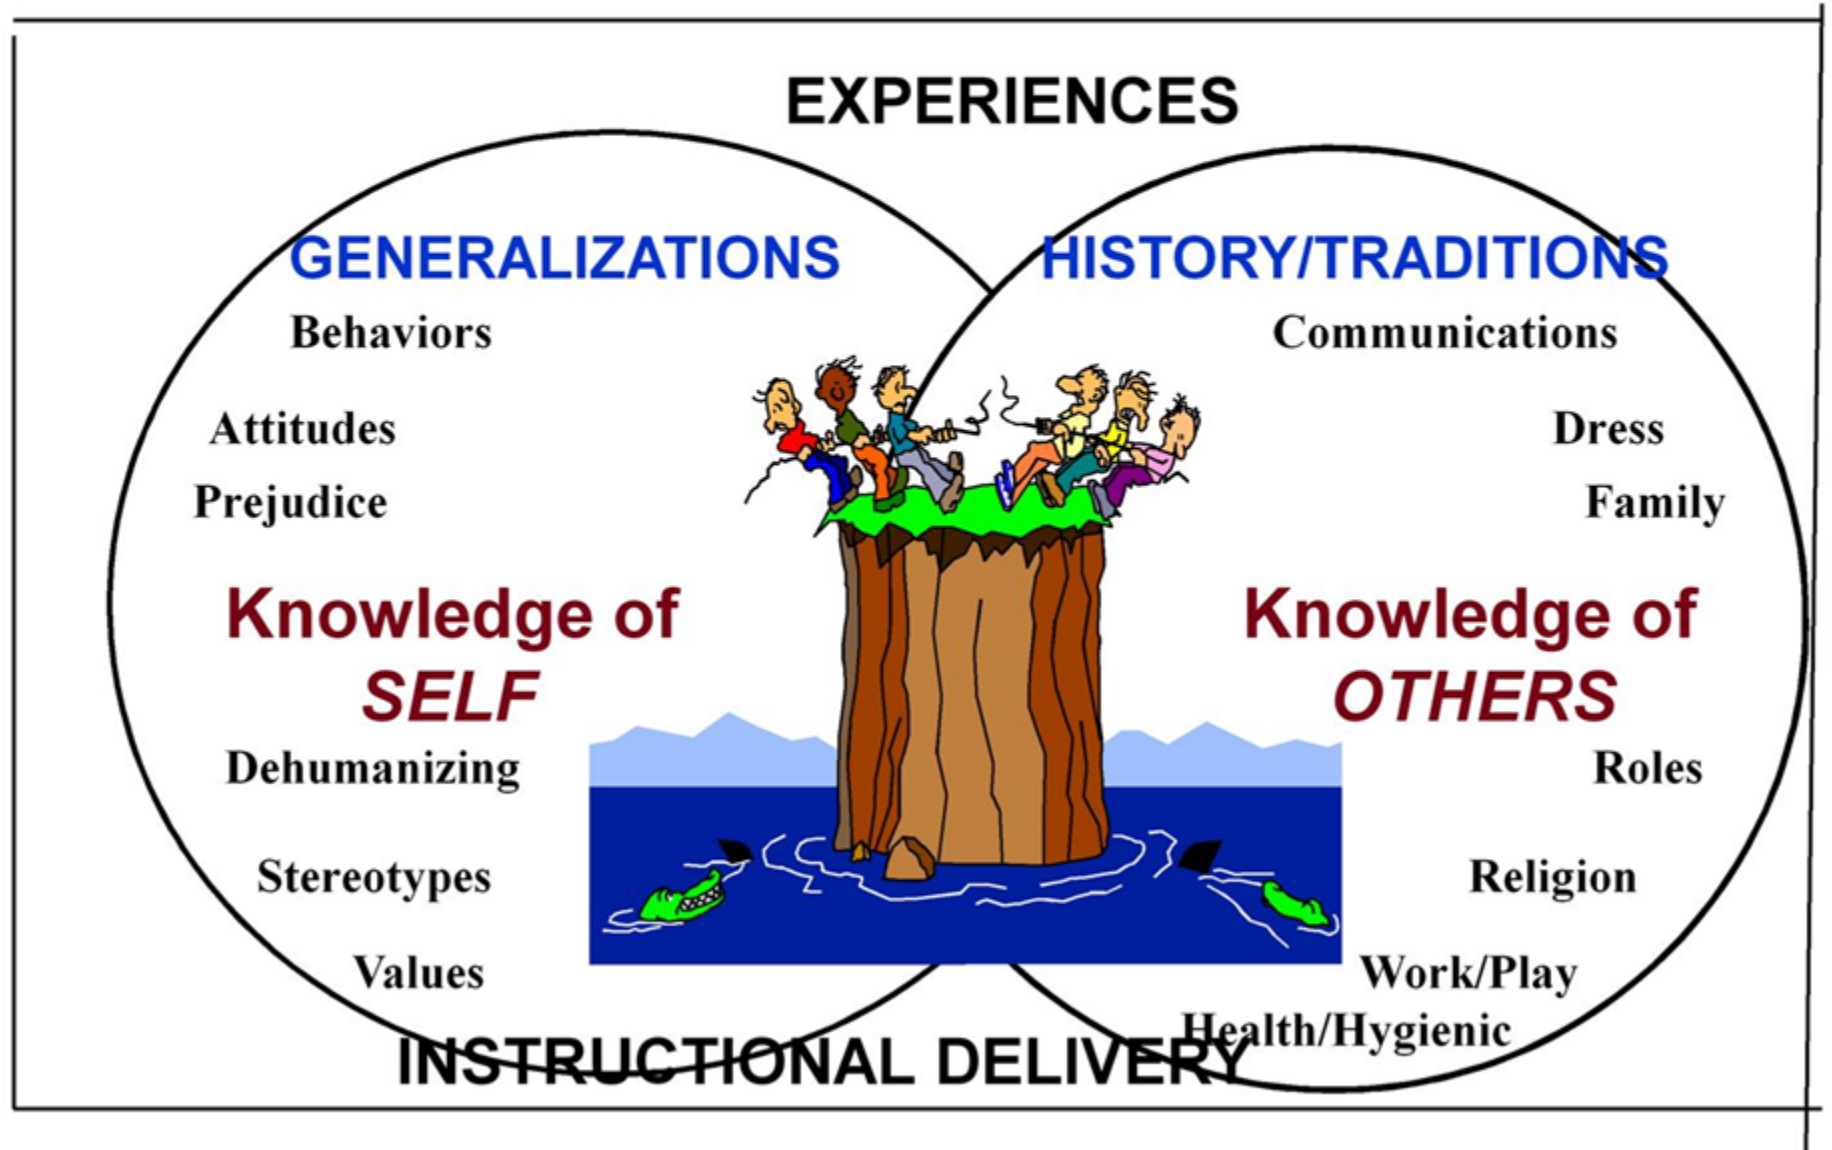 EXPERIENCES
GENERALIZATIONS
HISTORY/TRADITIONS
Behaviors
Communications
Attitudes
Dress
Prejudice
Family
Knowledge of
SELF
Knowledge of
OTHERS
Dehumanizing
Roles
Stereotypes
Religion
Values
Work/Play
Health/Hygienic
INSTRUCTIONAL DELIVERY